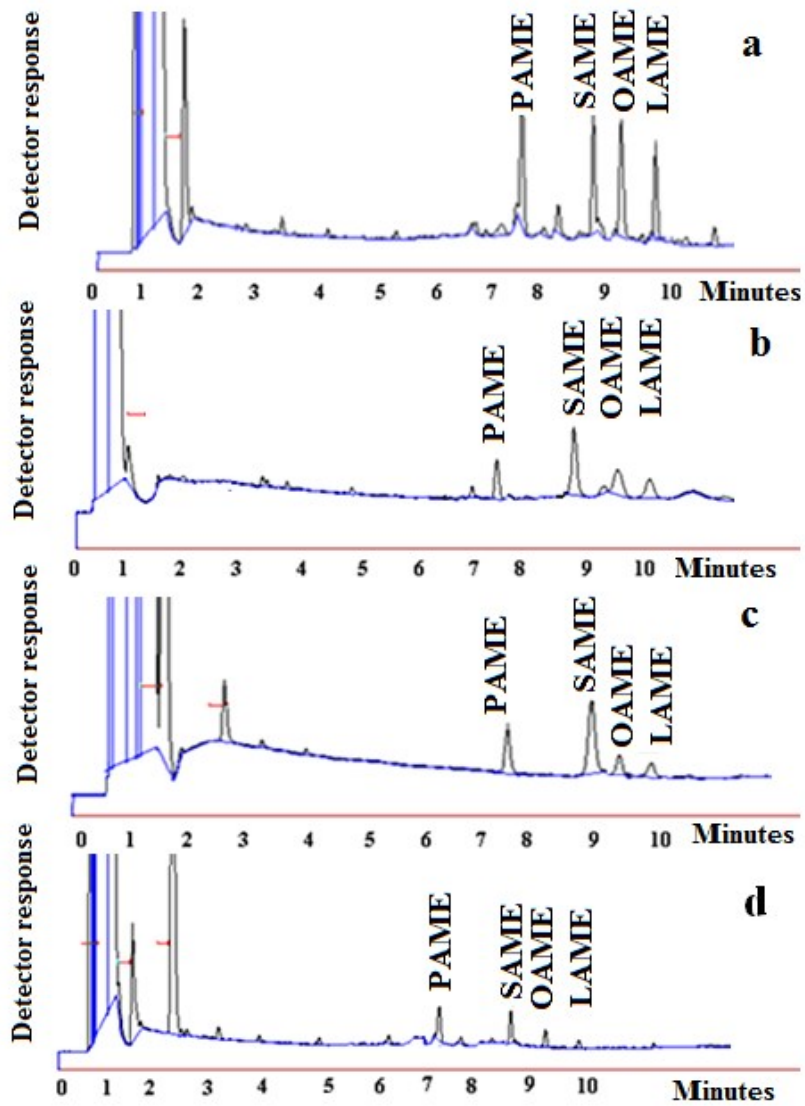 Detector response
PAME
SAME
OAME
LAME
a
0 1 2 3 4 5 6 7 8 9 10 Minutes
Detector response
PAME
SAME
OAME
LAME
b
0 1 2 3 4 5 6 7 8 9 10 Minutes
Detector response
PAME
SAME
OAME
LAME
c
0 1 2 3 4 5 6 7 8 9 10 Minutes
Detector response
PAME
SAME
OAME
LAME
d
0 1 2 3 4 5 6 7 8 9 10 Minutes